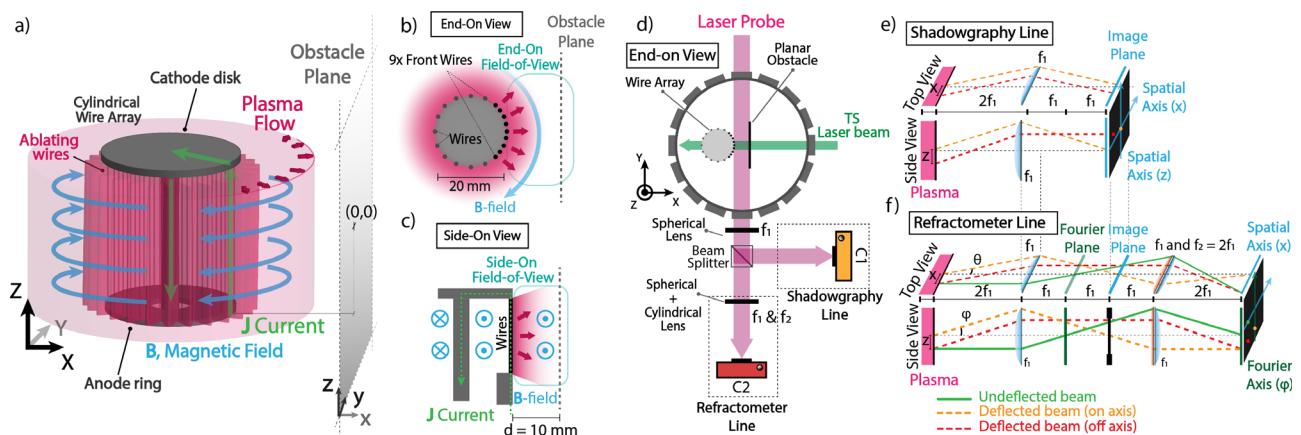 a)
Obstacle
Plane
Cathode disk
Cylindrical
Wire Array
Plasma
Flow
Ablating wires
(0,0)
Z
Y
X
J Current
B, Magnetic Field
Anode ring
z
y
x
b)
End-On View
Obstacle
Plane
End-On
Field-of-View
9x Front Wires
Wires
20 mm
B-field
c)
Side-On View
Side-On
Field-of-View
Wires
J Current
B-field
d = 10 mm
d)
Laser Probe
End-on View
Planar
Obstacle
Wire Array
TS
Laser beam
Y
Z
X
Spherical
Lens
f₁
Beam
Splitter
C1
Shadowgraphy
Line
Spherical
+
Cylindrical
Lens
f₁ & f₂
C2
Refractometer
Line
e)
Shadowgraphy Line
Image
Plane
f₁
Top View
x
Spatial
Axis (x)
2f₁
f₁
f₁
Side View
z
Spatial
Axis (z)
f₁
Plasma
f)
Refractometer Line
Fourier
Plane
Image
Plane
Spatial
Axis (x)
f₁
f₁ and f₂ = 2f₁
Top View
x
θ
2f₁
f₁
f₁
f₁
2f₁
Side View
z
φ
f₁
f₁
Plasma
Fourier
Axis (φ)
Undeflected beam
Deflected beam (on axis)
Deflected beam (off axis)